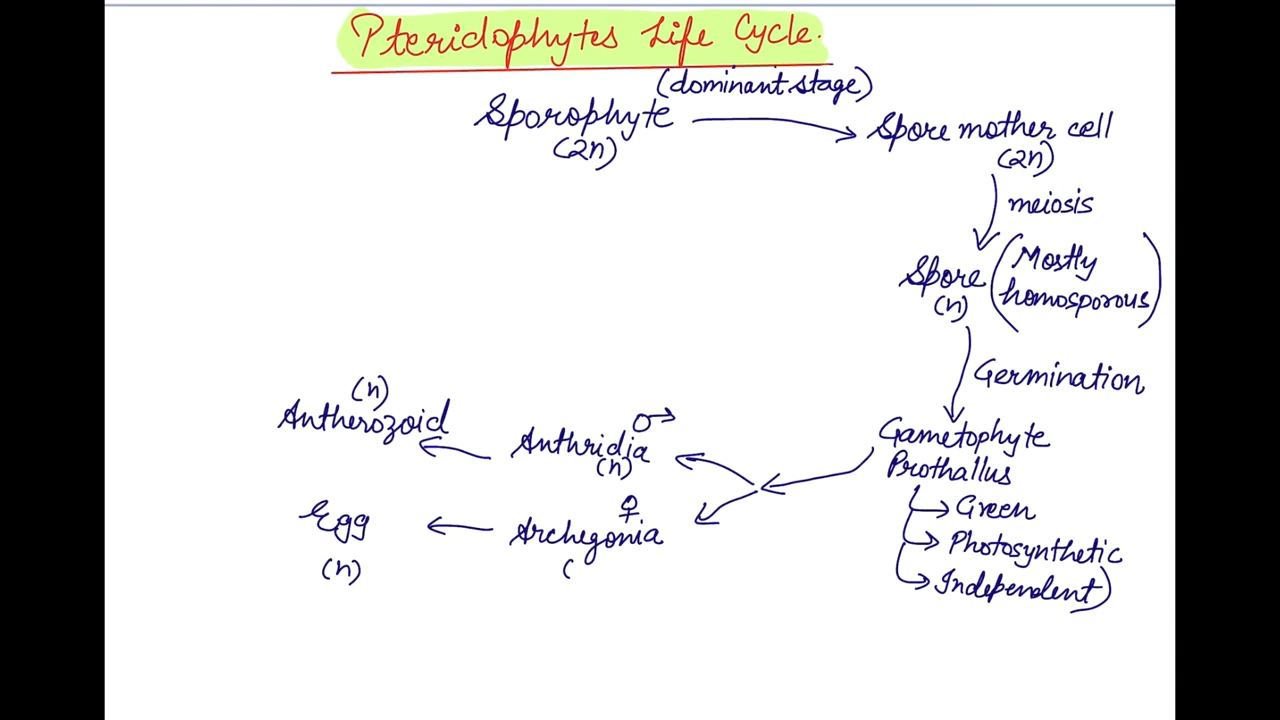 Pteridophytes Life Cycle.
(dominant stage)
Sporophyte
(2n)
Spore mother cell
(2n)
meiosis
Spore (Mostly
homosporous)
(n)
Germination
Gametophyte
Prothallus
Green
Photosynthetic
Independent)
♂
Anthridia
(n)
Antherozoid
(n)
♀
Archegonia
(
Egg
(n)